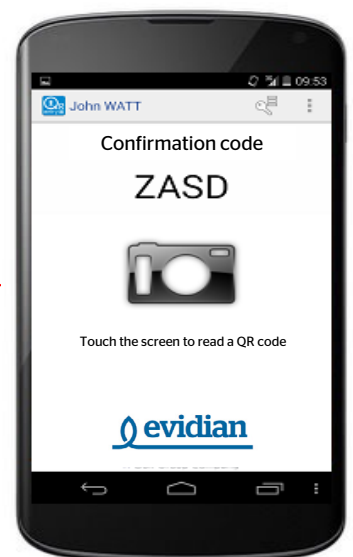 09:53
John WATT
Confirmation code
ZASD
Touch the screen to read a QR code
evidian